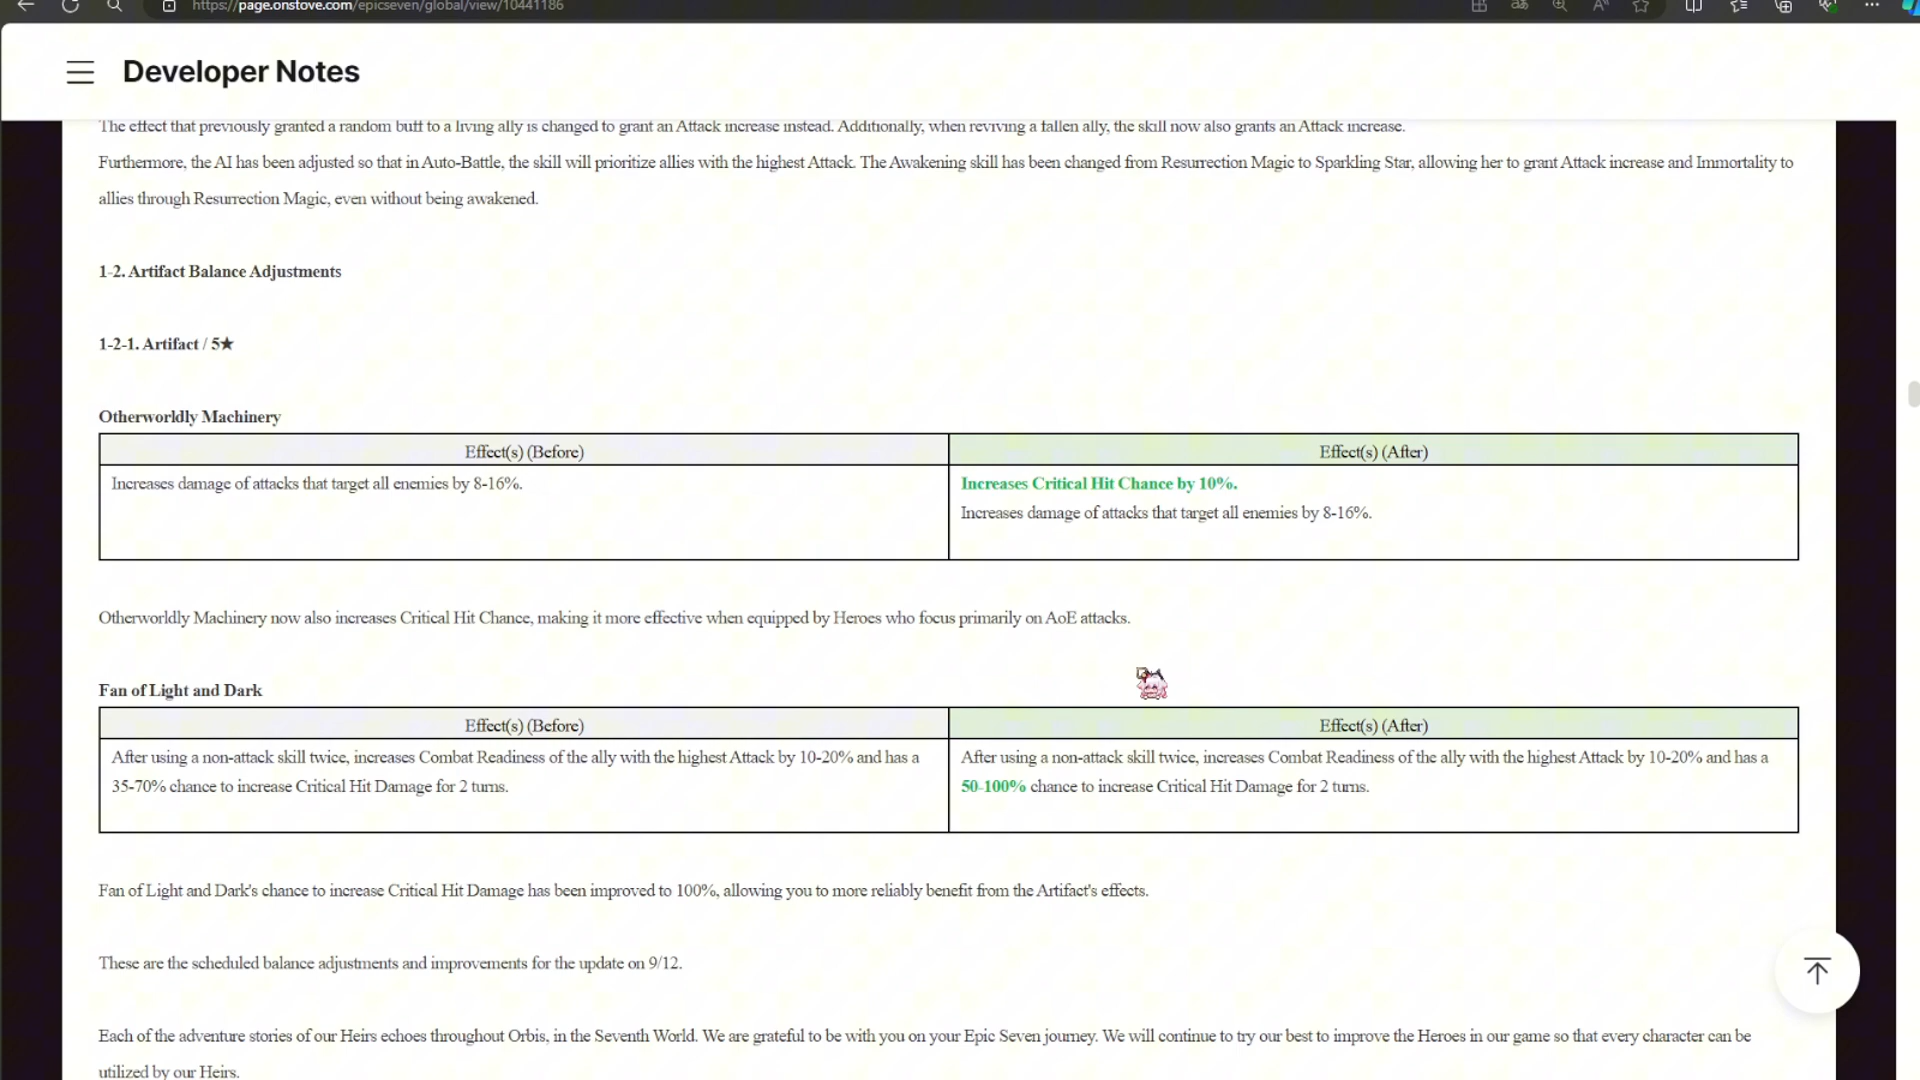 https://page.onstove.com/epicseven/global/view/10441186
Developer Notes
The effect that previously granted a random buff to a living ally is changed to grant an Attack increase instead. Additionally, when reviving a fallen ally, the skill now also grants an Attack increase.
Furthermore, the AI has been adjusted so that in Auto-Battle, the skill will prioritize allies with the highest Attack. The Awakening skill has been changed from Resurrection Magic to Sparkling Star, allowing her to grant Attack increase and Immortality to
allies through Resurrection Magic, even without being awakened.
1-2. Artifact Balance Adjustments
1-2-1. Artifact / 5★
Otherworldly Machinery
Effect(s) (Before)
Effect(s) (After)
Increases damage of attacks that target all enemies by 8-16%.
Increases Critical Hit Chance by 10%.
Increases damage of attacks that target all enemies by 8-16%.
Otherworldly Machinery now also increases Critical Hit Chance, making it more effective when equipped by Heroes who focus primarily on AoE attacks.
Fan of Light and Dark
Effect(s) (Before)
Effect(s) (After)
After using a non-attack skill twice, increases Combat Readiness of the ally with the highest Attack by 10-20% and has a
35-70% chance to increase Critical Hit Damage for 2 turns.
After using a non-attack skill twice, increases Combat Readiness of the ally with the highest Attack by 10-20% and has a
50-100% chance to increase Critical Hit Damage for 2 turns.
Fan of Light and Dark's chance to increase Critical Hit Damage has been improved to 100%, allowing you to more reliably benefit from the Artifact's effects.
These are the scheduled balance adjustments and improvements for the update on 9/12.
Each of the adventure stories of our Heirs echoes throughout Orbis, in the Seventh World. We are grateful to be with you on your Epic Seven journey. We will continue to try our best to improve the Heroes in our game so that every character can be
utilized by our Heirs.